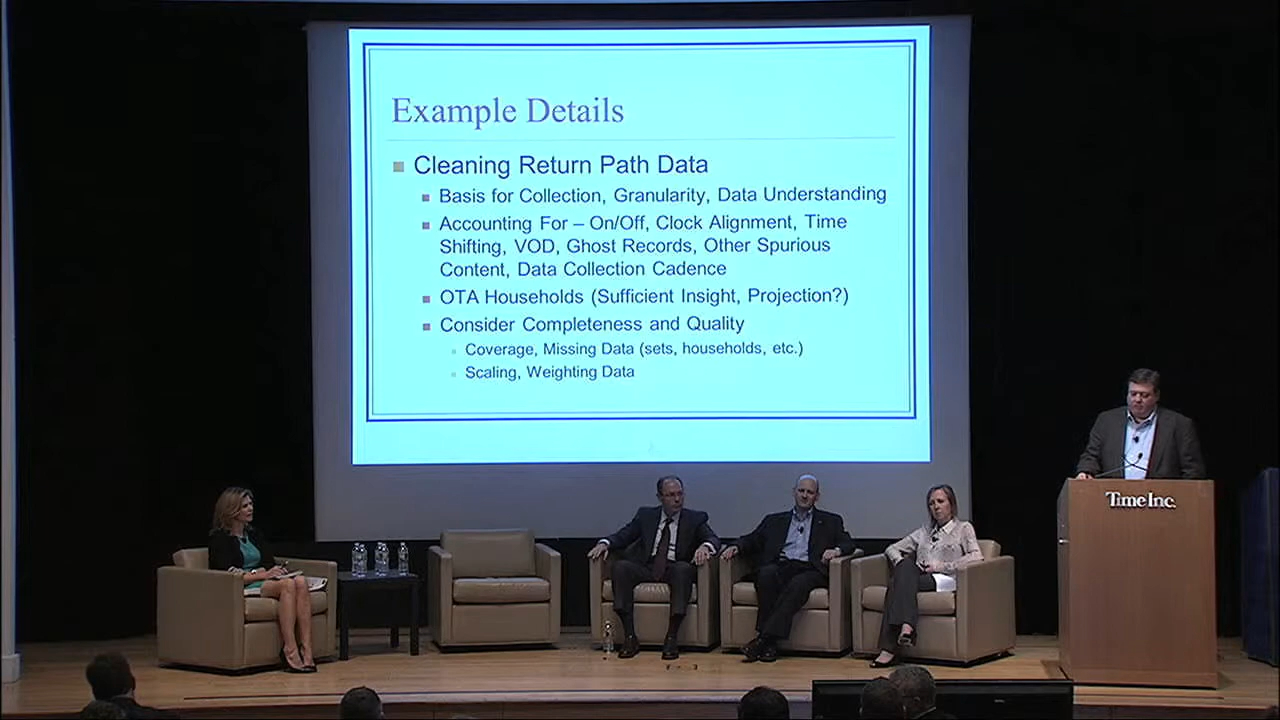 Example Details
Cleaning Return Path Data
Basis for Collection, Granularity, Data Understanding
Accounting For – On/Off, Clock Alignment, Time
Shifting, VOD, Ghost Records, Other Spurious
Content, Data Collection Cadence
OTA Households (Sufficient Insight, Projection?)
Consider Completeness and Quality
Coverage, Missing Data (sets, households, etc.)
Scaling, Weighting Data
Time Inc.